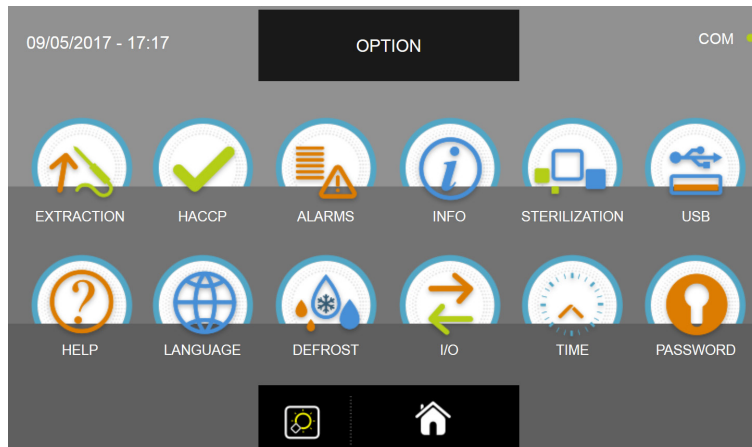 09/05/2017 - 17:17
OPTION
COM
EXTRACTION
HACCP
ALARMS
INFO
STERILIZATION
USB
HELP
LANGUAGE
DEFROST
I/O
TIME
PASSWORD